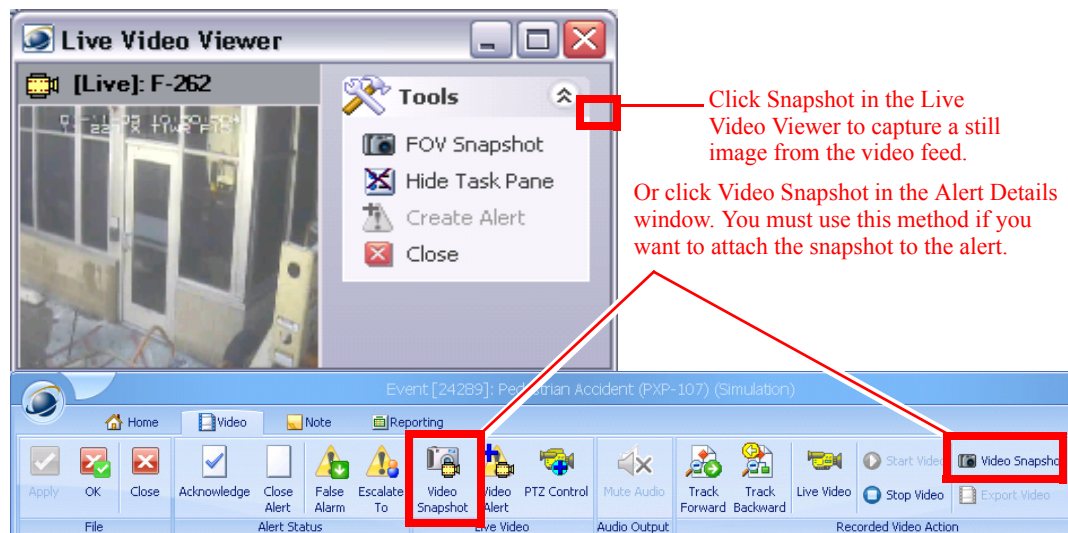 Live Video Viewer
[Live]: F-262
Tools
FOV Snapshot
Hide Task Pane
Create Alert
Close
Click Snapshot in the Live
Video Viewer to capture a still
image from the video feed.
Or click Video Snapshot in the Alert Details
window. You must use this method if you
want to attach the snapshot to the alert.
Event [24289]: Pedestrian Accident (PXP-107) (Simulation)
Home Video Note Reporting
Apply
OK
Close
File
Acknowledge
Close
Alert
False
Alarm
Escalate
To
Alert Status
Video
Snapshot
Video
Alert
PTZ Control
Live Video
Mute Audio
Audio Output
Track
Forward
Track
Backward
Live Video
Start Video
Stop Video
Video Snapsho
Export Video
Recorded Video Action